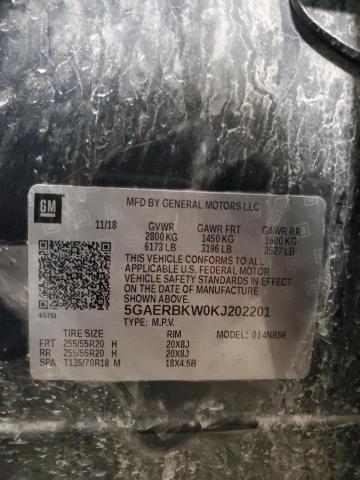 MFD BY GENERAL MOTORS LLC
GM
11/18 GVWR GAWR FRT GAWR RR
2800 KG 1450 KG 1600 KG
6173 LB 3196 LB 3527 LB
THIS VEHICLE CONFORMS TO ALL
APPLICABLE U.S. FEDERAL MOTOR
VEHICLE SAFETY STANDARDS IN
EFFECT ON THE DATE OF
MANUFACTURE SHOWN ABOVE.
5GAERBKW0KJ202201
457B
TYPE: M.P.V.
TIRE SIZE RIM MODEL: 014NB56
FRT 255/55R20 H 20X8J
RR 255/55R20 H 20X8J
SPA T135/70R18 M 18X4.5B